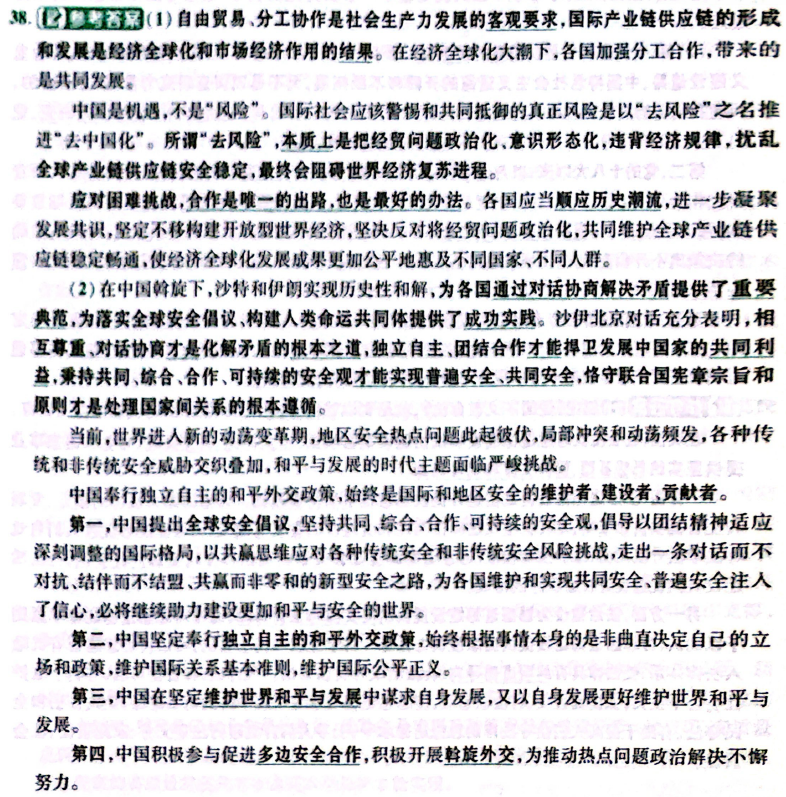 38.参考答案(1)自由贸易、分工协作是社会生产力发展的客观要求,国际产业链供应链的形成
和发展是经济全球化和市场经济作用的结果。在经济全球化大潮下,各国加强分工合作,带来的
是共同发展。
中国是机遇,不是“风险”。国际社会应该警惕和共同抵御的真正风险是以“去风险”之名推
进“去中国化”。所谓“去风险”,本质上是把经贸问题政治化、意识形态化,违背经济规律,扰乱
全球产业链供应链安全稳定,最终会阻碍世界经济复苏进程。
应对困难挑战,合作是唯一的出路,也是最好的办法。各国应当顺应历史潮流,进一步凝聚
发展共识,坚定不移构建开放型世界经济,坚决反对将经贸问题政治化,共同维护全球产业链供
应链稳定畅通,使经济全球化发展成果更加公平地惠及不同国家、不同人群。
(2)在中国斡旋下,沙特和伊朗实现历史性和解,为各国通过对话协商解决矛盾提供了重要
典范,为落实全球安全倡议、构建人类命运共同体提供了成功实践。沙伊北京对话充分表明,相
互尊重、对话协商才是化解矛盾的根本之道,独立自主、团结合作才能捍卫发展中国家的共同利
益,秉持共同、综合、合作、可持续的安全观才能实现普遍安全、共同安全,恪守联合国宪章宗旨和
原则才是处理国家间关系的根本遵循。
当前,世界进入新的动荡变革期,地区安全热点问题此起彼伏,局部冲突和动荡频发,各种传
统和非传统安全威胁交织叠加,和平与发展的时代主题面临严峻挑战。
中国奉行独立自主的和平外交政策,始终是国际和地区安全的维护者、建设者、贡献者。
第一,中国提出全球安全倡议,坚持共同、综合、合作、可持续的安全观,倡导以团结精神适应
深刻调整的国际格局,以共赢思维应对各种传统安全和非传统安全风险挑战,走出一条对话而不
对抗、结伴而不结盟、共赢而非零和的新型安全之路,为各国维护和实现共同安全、普遍安全注入
了信心,必将继续助力建设更加和平与安全的世界。
第二,中国坚定奉行独立自主的和平外交政策,始终根据事情本身的是非曲直决定自己的立
场和政策,维护国际关系基本准则,维护国际公平正义。
第三,中国在坚定维护世界和平与发展中谋求自身发展,又以自身发展更好维护世界和平与
发展。
第四,中国积极参与促进多边安全合作,积极开展斡旋外交,为推动热点问题政治解决不懈
努力。